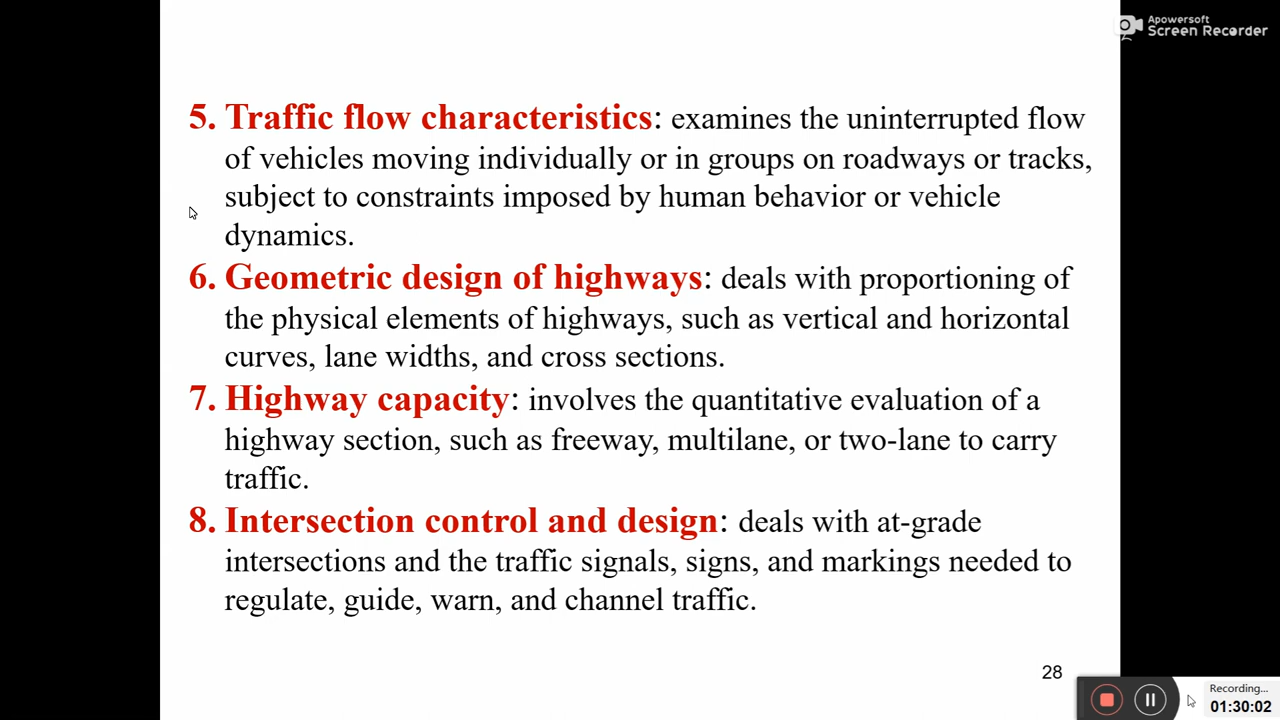 Apowersoft
Screen Recorder
5. Traffic flow characteristics: examines the uninterrupted flow
of vehicles moving individually or in groups on roadways or tracks,
subject to constraints imposed by human behavior or vehicle
dynamics.
6. Geometric design of highways: deals with proportioning of
the physical elements of highways, such as vertical and horizontal
curves, lane widths, and cross sections.
7. Highway capacity: involves the quantitative evaluation of a
highway section, such as freeway, multilane, or two-lane to carry
traffic.
8. Intersection control and design: deals with at-grade
intersections and the traffic signals, signs, and markings needed to
regulate, guide, warn, and channel traffic.
28
Recording...
01:30:02